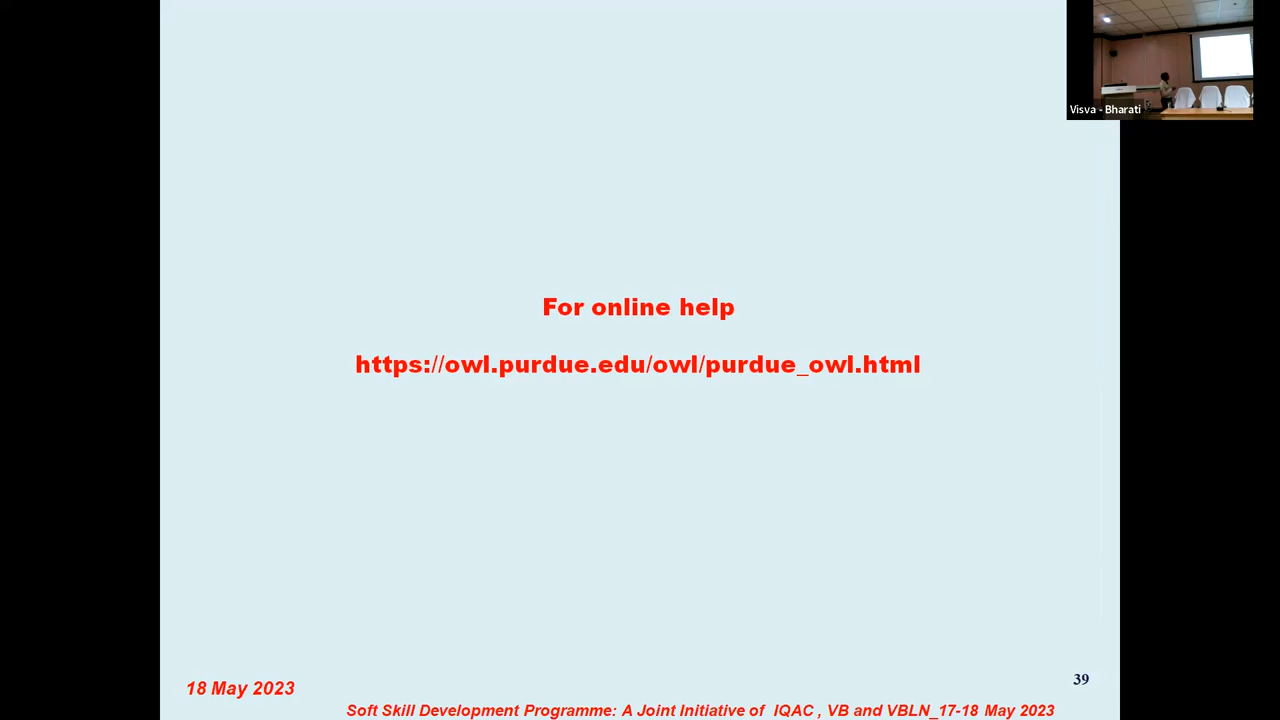 Visva - Bharati
For online help
https://owl.purdue.edu/owl/purdue_owl.html
39
18 May 2023
Soft Skill Development Programme: A Joint Initiative of IQAC , VB and VBLN_17-18 May 2023